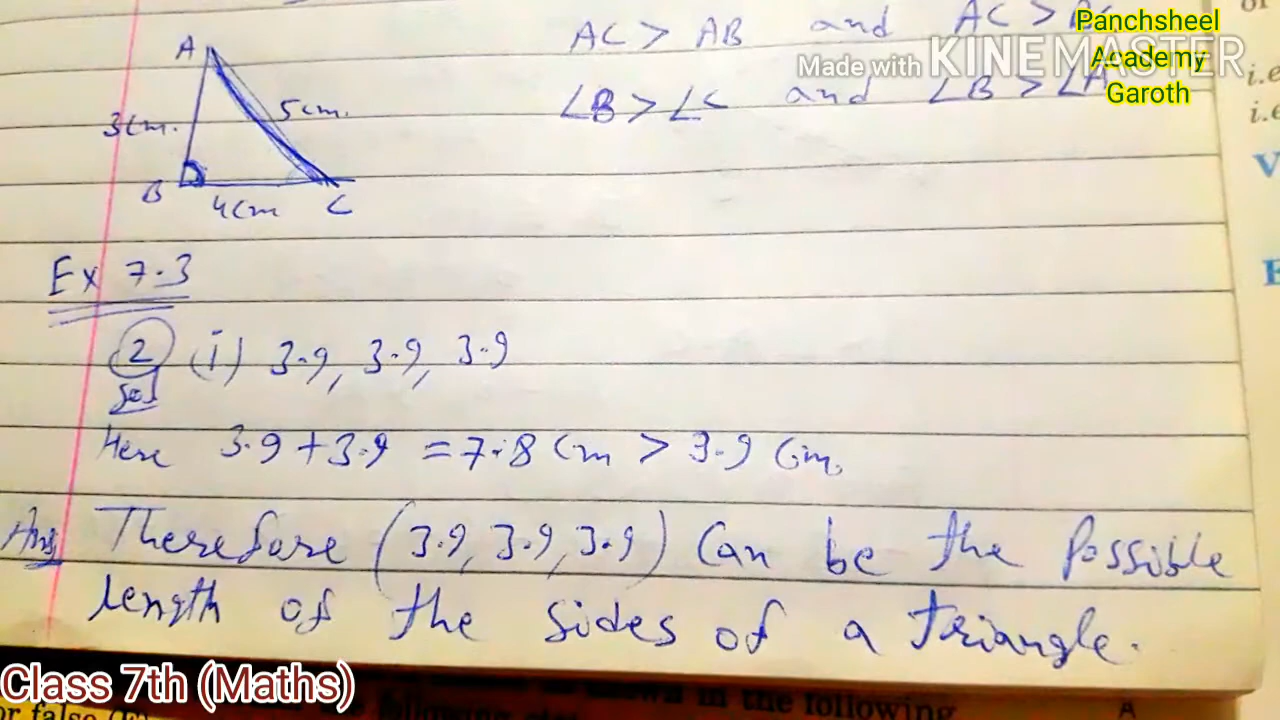 AC > AB and AC >
Panchsheel
Academy
Garoth
Made with KINEMASTER
∠B > ∠C and ∠B > ∠A
i.e
i.e
A
3cm.
5cm.
B
4cm
C
Ex 7.3
2 (i) 3.9, 3.9, 3.9
Sol
Here 3.9 + 3.9 = 7.8 Cm > 3.9 Cm.
Ans Therefore (3.9, 3.9, 3.9) Can be the Possible
length of the sides of a triangle.
Class 7th (Maths)
in the following
A